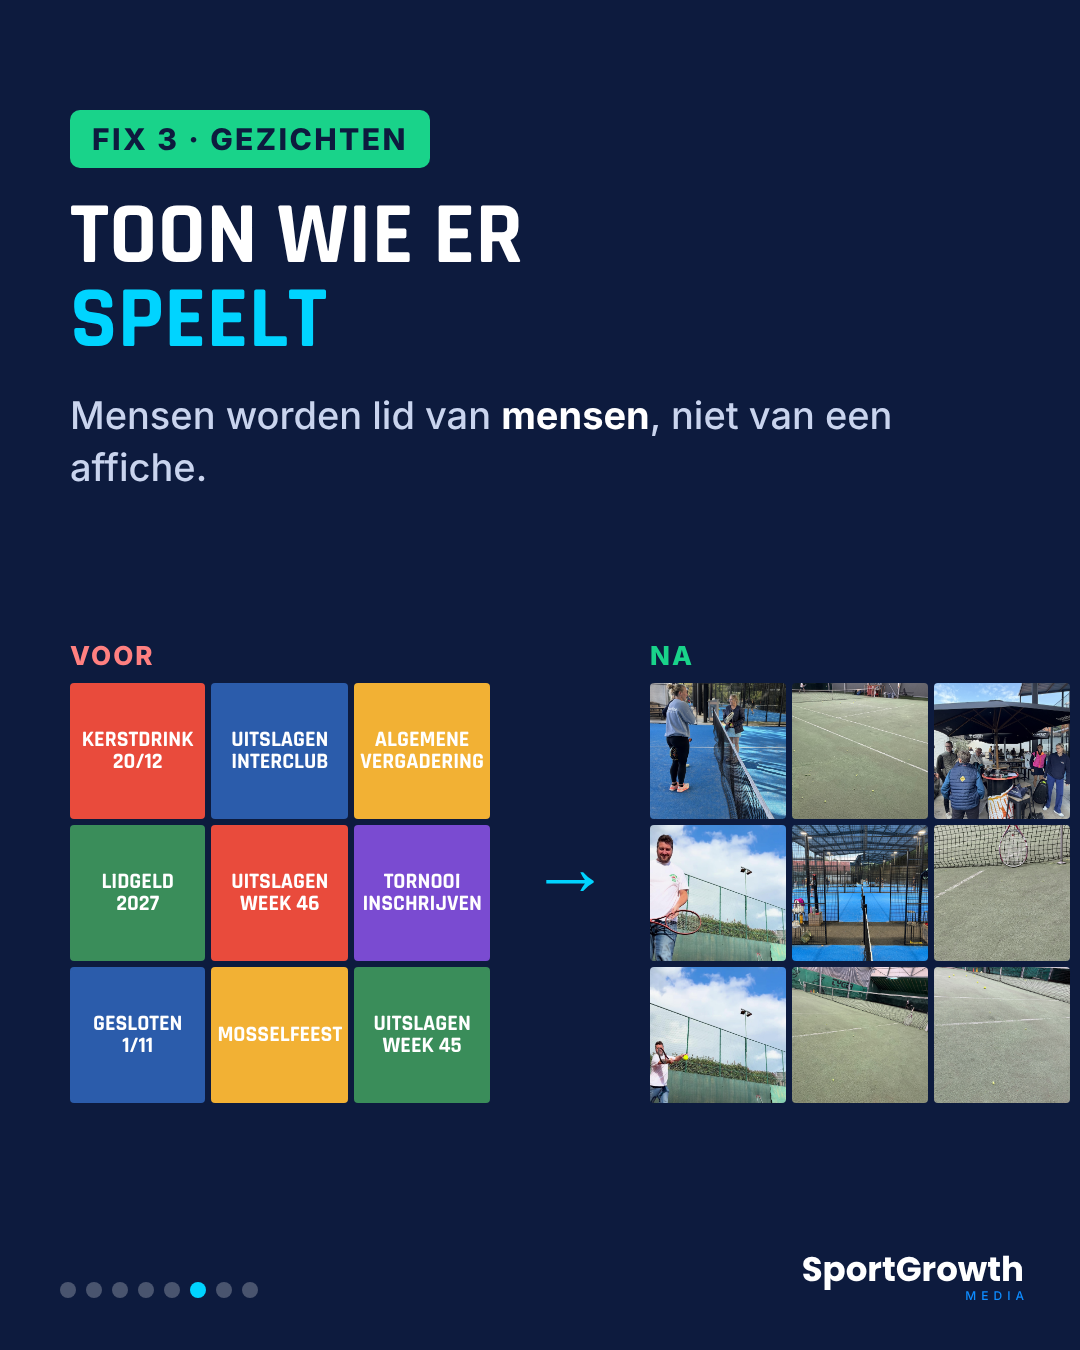 FIX 3 · GEZICHTEN
TOON WIE ER
SPEELT
Mensen worden lid van mensen, niet van een
affiche.
VOOR
NA
KERSTDRINK
20/12
UITSLAGEN
INTERCLUB
ALGEMENE
VERGADERING
LIDGELD
2027
UITSLAGEN
WEEK 46
TORNOOI
INSCHRIJVEN
→
GESLOTEN
1/11
MOSSELFEEST
UITSLAGEN
WEEK 45
SportGrowth
MEDIA